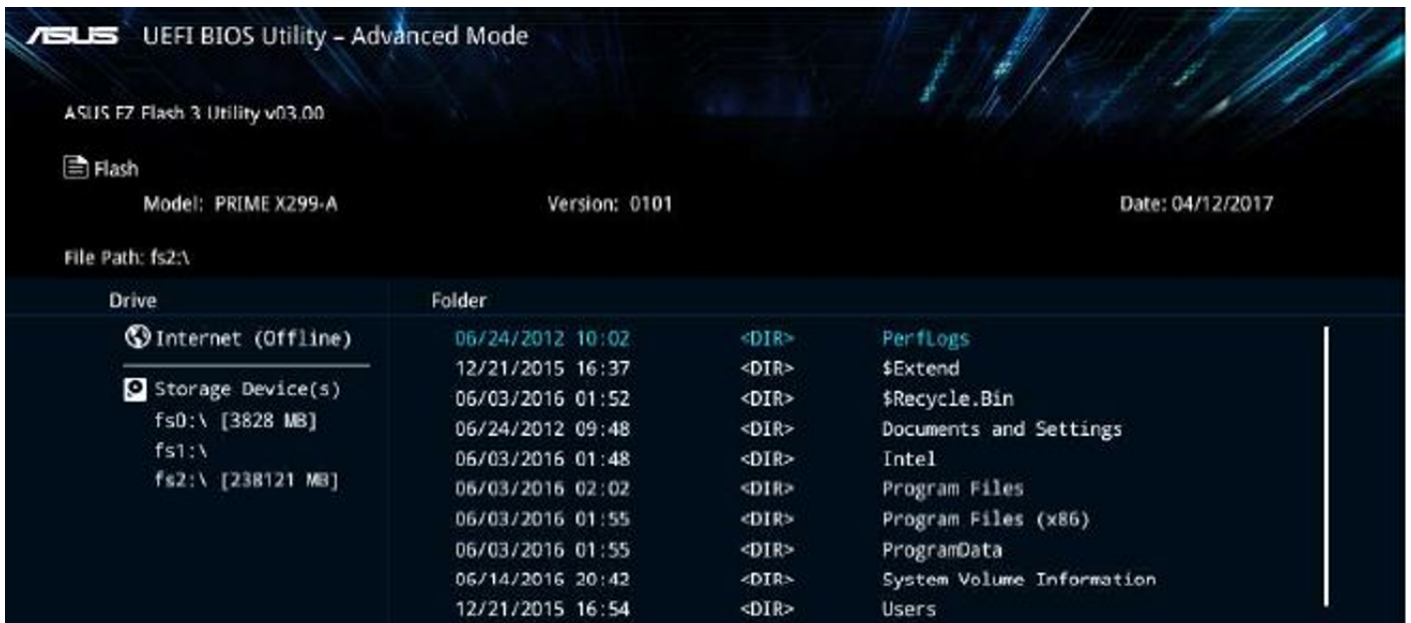 ASUS UEFI BIOS Utility – Advanced Mode
ASUS EZ Flash 3 Utility v03.00
Flash
Model: PRIME X299-A Version: 0101 Date: 04/12/2017
File Path: fs2:\
Drive Folder
Internet (Offline) 06/24/2012 10:02 <DIR> PerfLogs
12/21/2015 16:37 <DIR> $Extend
Storage Device(s) 06/03/2016 01:52 <DIR> $Recycle.Bin
fs0:\ [3828 MB] 06/24/2012 09:48 <DIR> Documents and Settings
fs1:\ 06/03/2016 01:48 <DIR> Intel
fs2:\ [238121 MB] 06/03/2016 02:02 <DIR> Program Files
06/03/2016 01:55 <DIR> Program Files (x86)
06/03/2016 01:55 <DIR> ProgramData
06/14/2016 20:42 <DIR> System Volume Information
12/21/2015 16:54 <DIR> Users